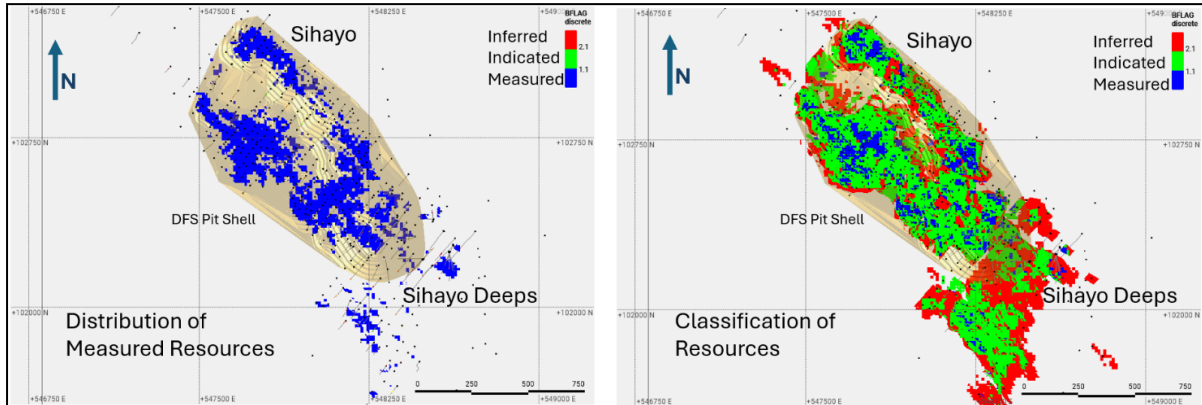 +546750 E
+547500 E
+548250 E
+549000 E
BFLAG
discrete
Sihayo
Inferred
Indicated
Measured
2.1
1.1
N
+102750 N
+102750 N
DFS Pit Shell
Sihayo Deeps
+102000 N
+102000 N
Distribution of
Measured Resources
0 250 500 750
+546750 E
+547500 E
+548250 E
+549000 E
+546750 E
+547500 E
+548250 E
+549000 E
BFLAG
discrete
Sihayo
Inferred
Indicated
Measured
2.1
1.1
N
+102750 N
+102750 N
DFS Pit Shell
Sihayo Deeps
+102000 N
+102000 N
Classification of
Resources
0 250 500 750
+546750 E
+547500 E
+548250 E
+549000 E